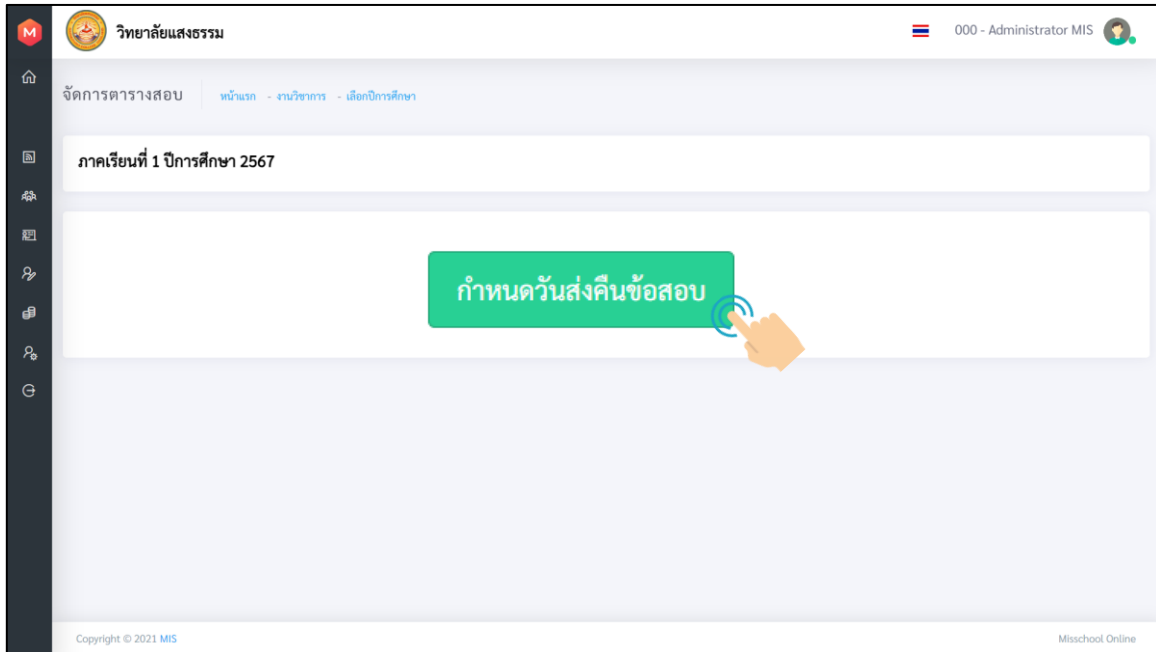 M
วิทยาลัยแสงธรรม
000 - Administrator MIS
จัดการตารางสอบ
หน้าแรก - งานวิชาการ - เลือกปีการศึกษา
ภาคเรียนที่ 1 ปีการศึกษา 2567
กำหนดวันส่งคืนข้อสอบ
Copyright © 2021 MIS
Misschool Online